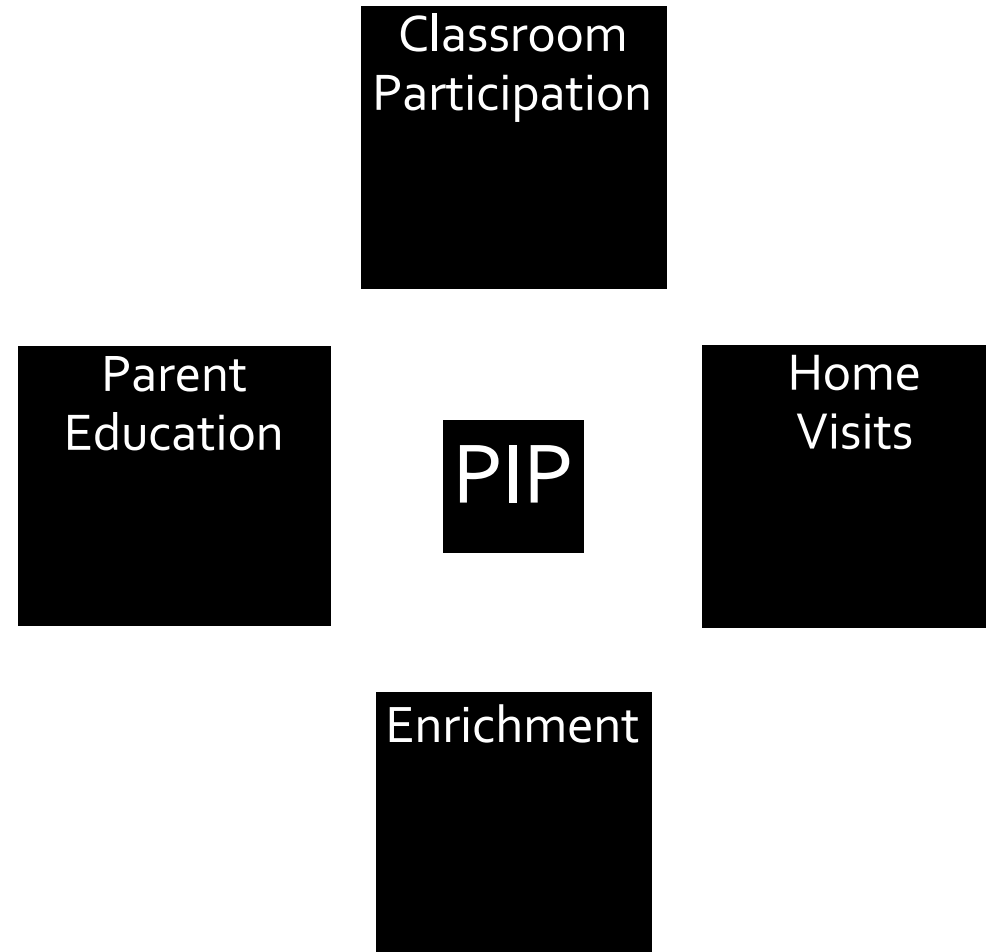 Classroom
Participation
Parent
Education
PIP
Home
Visits
Enrichment